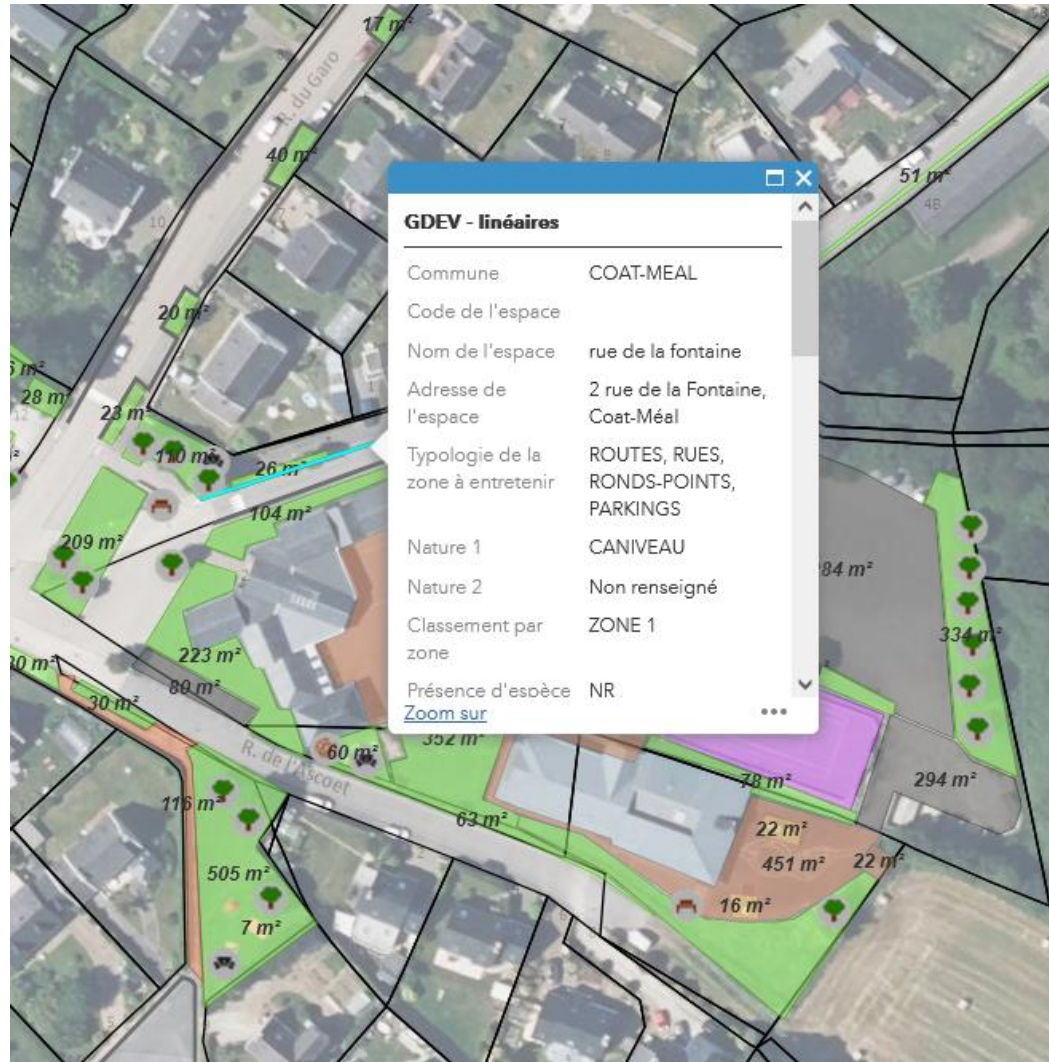 17 m²
R. du Garo
40 m²
51 m²
4B
10
20 m²
28 m²
12
23 m²
110 m²
26 m²
104 m²
209 m²
223 m²
80 m²
30 m²
R. de l'Ascoet
60 m²
352 m²
116 m²
63 m²
505 m²
7 m²
334 m²
294 m²
78 m²
22 m²
451 m²
22 m²
16 m²
GDEV - linéaires
Commune COAT-MEAL
Code de l'espace
Nom de l'espace rue de la fontaine
Adresse de 2 rue de la Fontaine,
l'espace Coat-Méal
Typologie de la ROUTES, RUES,
zone à entretenir RONDS-POINTS,
PARKINGS
Nature 1 CANIVEAU
Nature 2 Non renseigné
Classement par ZONE 1
zone
Présence d'espèce NR
Zoom sur